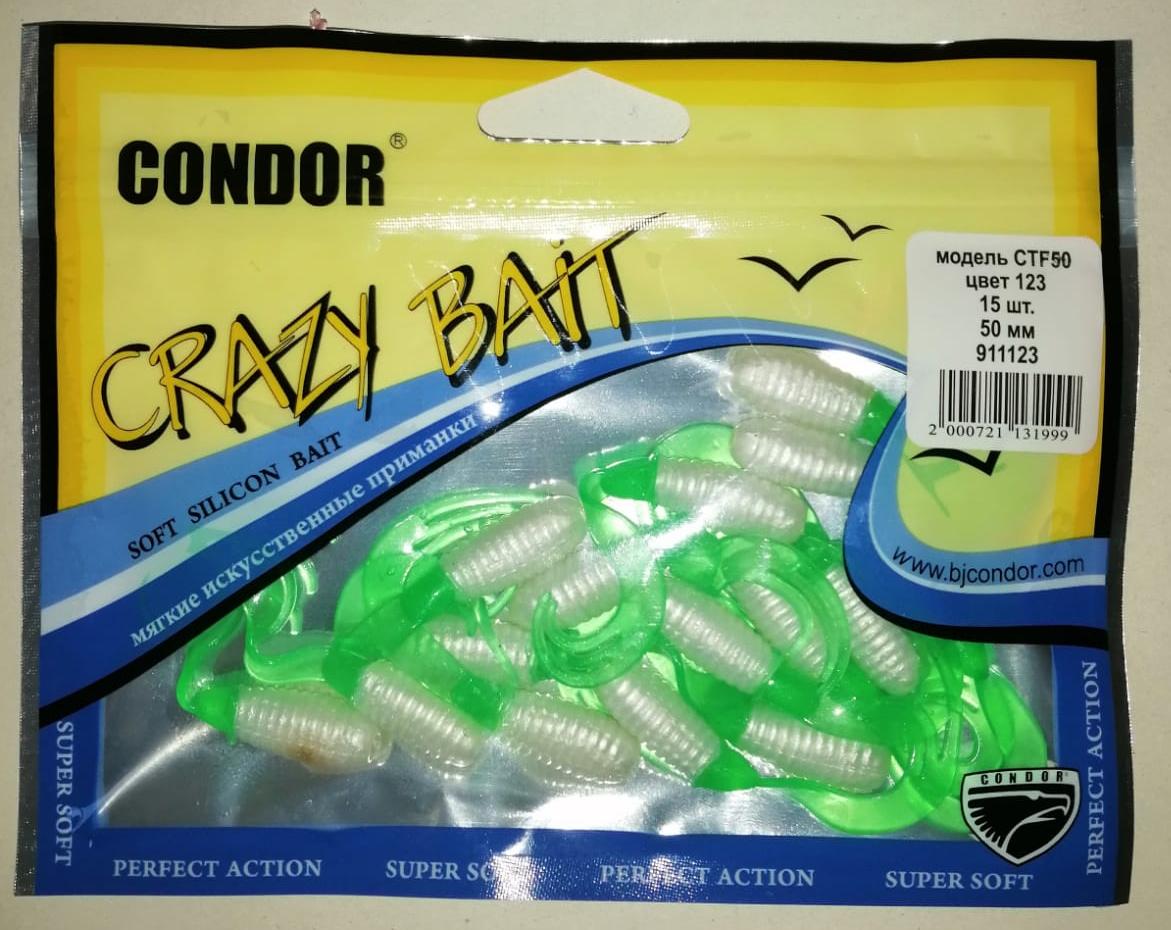 CONDOR®
CRAZY BAIT
SOFT SILICON BAIT
мягкие искусственные приманки
модель CTF50
цвет 123
15 шт.
50 мм
911123
2 000721 131999
www.bjcondor.com
SUPER SOFT
PERFECT ACTION
CONDOR®
PERFECT ACTION
SUPER SO
PERFECT ACTION
SUPER SOFT